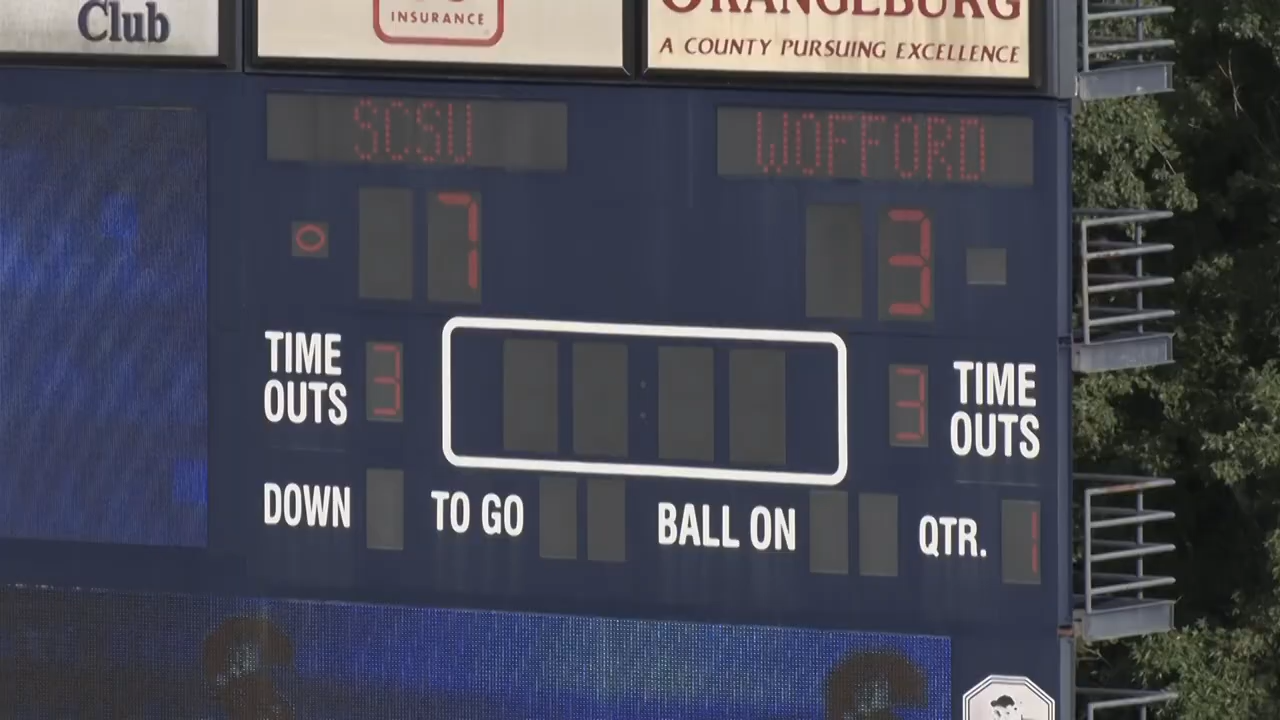 Club
INSURANCE
ORANGEBURG
A COUNTY PURSUING EXCELLENCE
SCSU
WOFFORD
7
3
TIME
OUTS
3
:
3
TIME
OUTS
DOWN
TO GO
BALL ON
QTR.
1